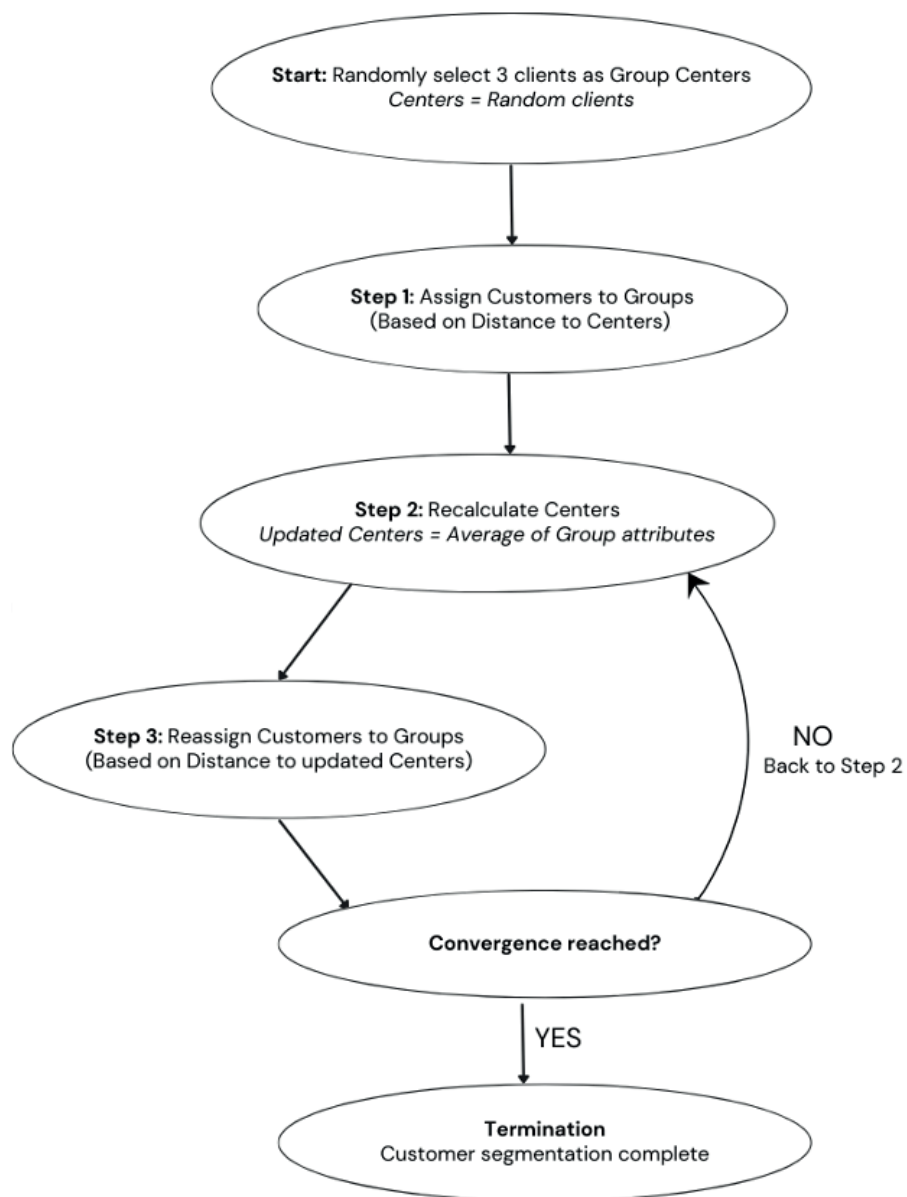 Start: Randomly select 3 clients as Group Centers
Centers = Random clients
Step 1: Assign Customers to Groups
(Based on Distance to Centers)
Step 2: Recalculate Centers
Updated Centers = Average of Group attributes
Step 3: Reassign Customers to Groups
(Based on Distance to updated Centers)
NO
Back to Step 2
Convergence reached?
YES
Termination
Customer segmentation complete